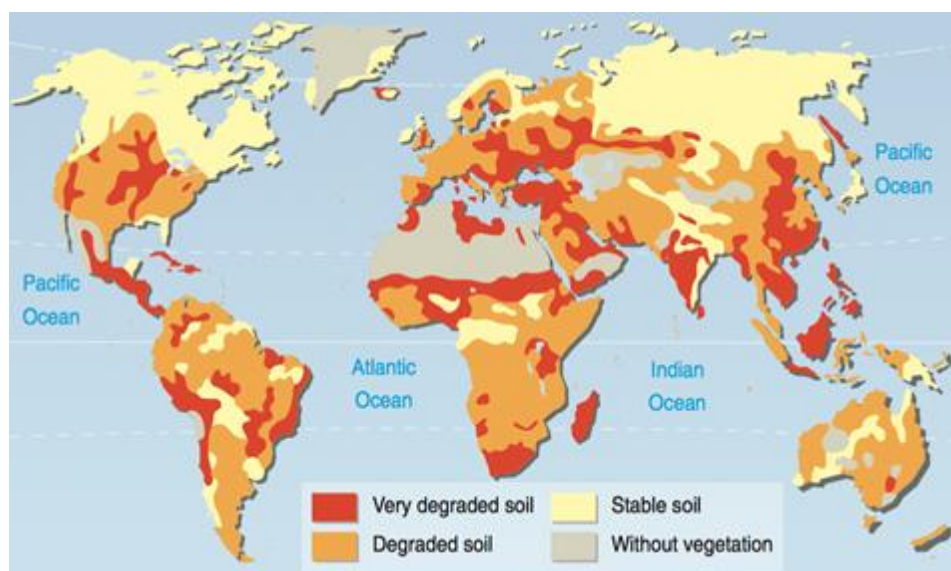 Pacific
Ocean
Pacific
Ocean
Atlantic
Ocean
Indian
Ocean
Very degraded soil
Stable soil
Degraded soil
Without vegetation